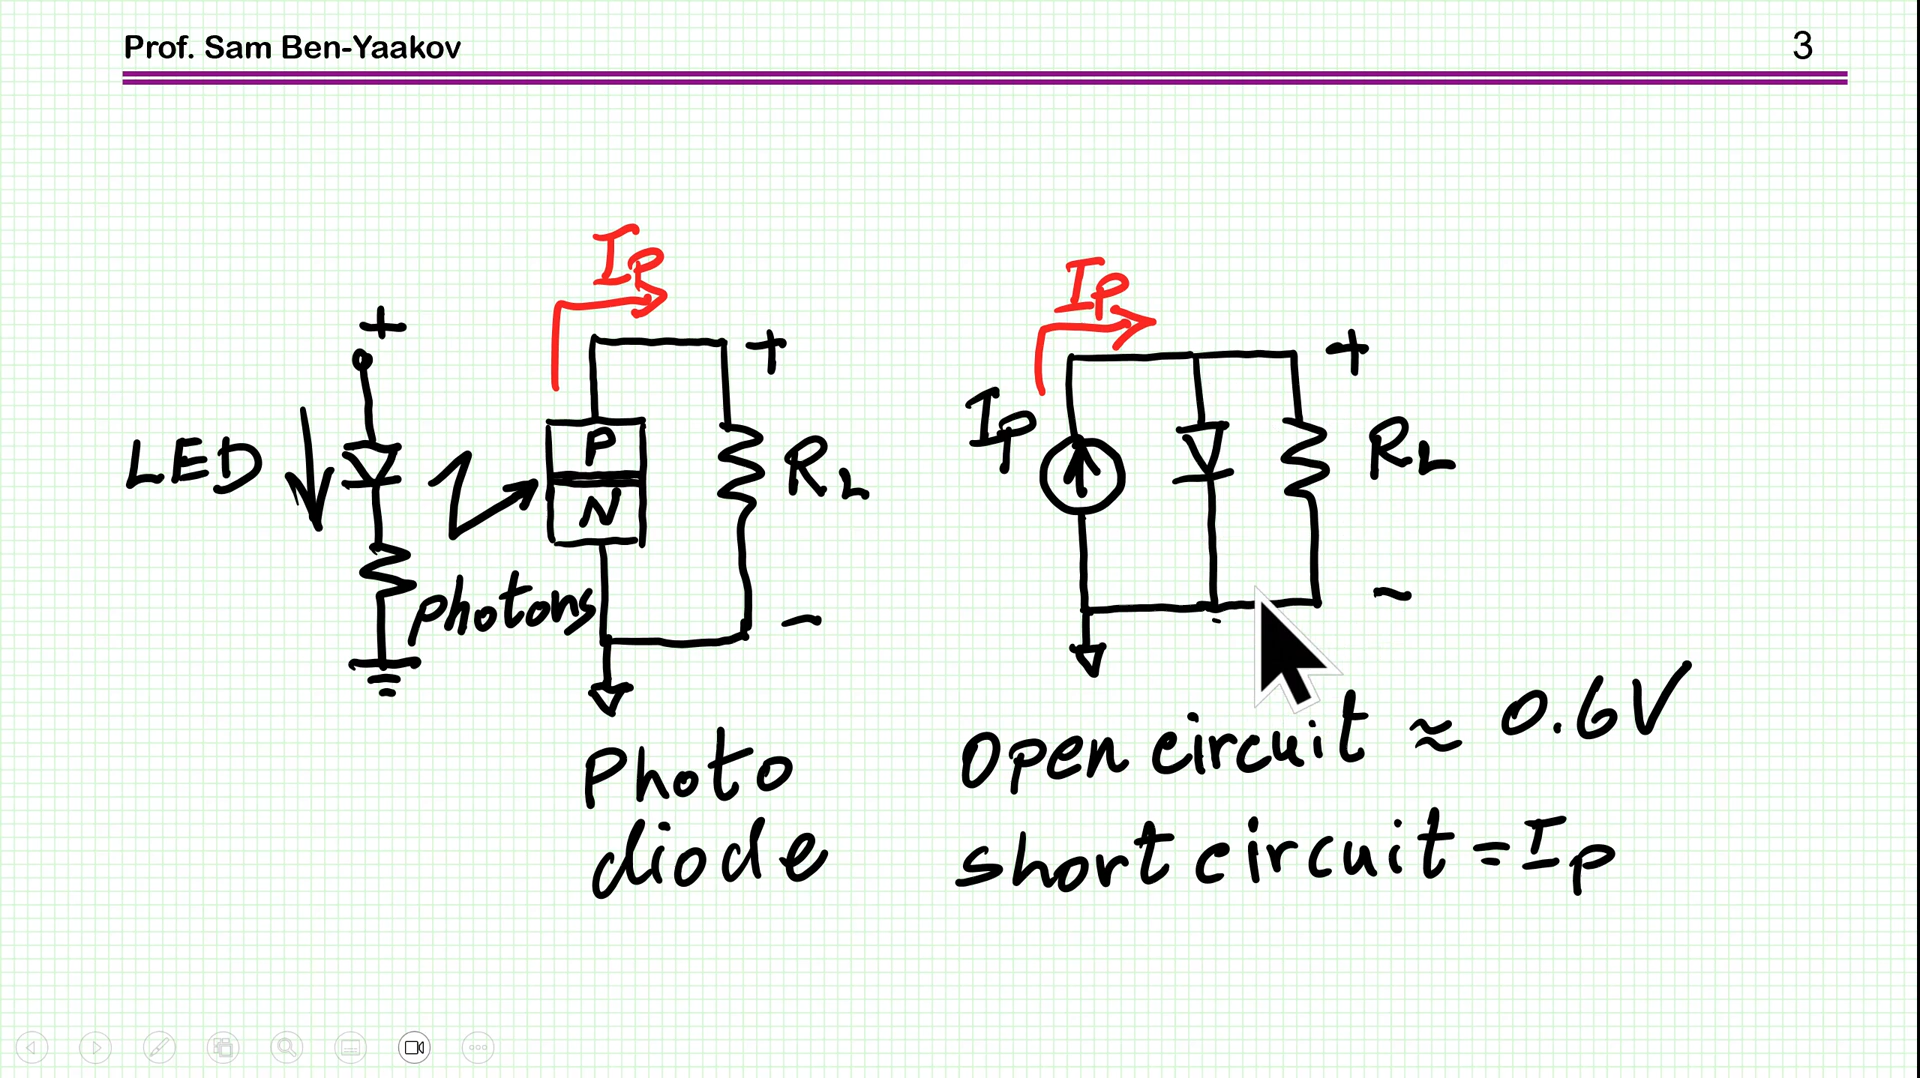 Prof. Sam Ben-Yaakov
3
Ip
Ip
+
+
+
LED
P
N
RL
Ip
RL
photons
-
-
Photo
diode
Open circuit ≈ 0.6V
short circuit = Ip